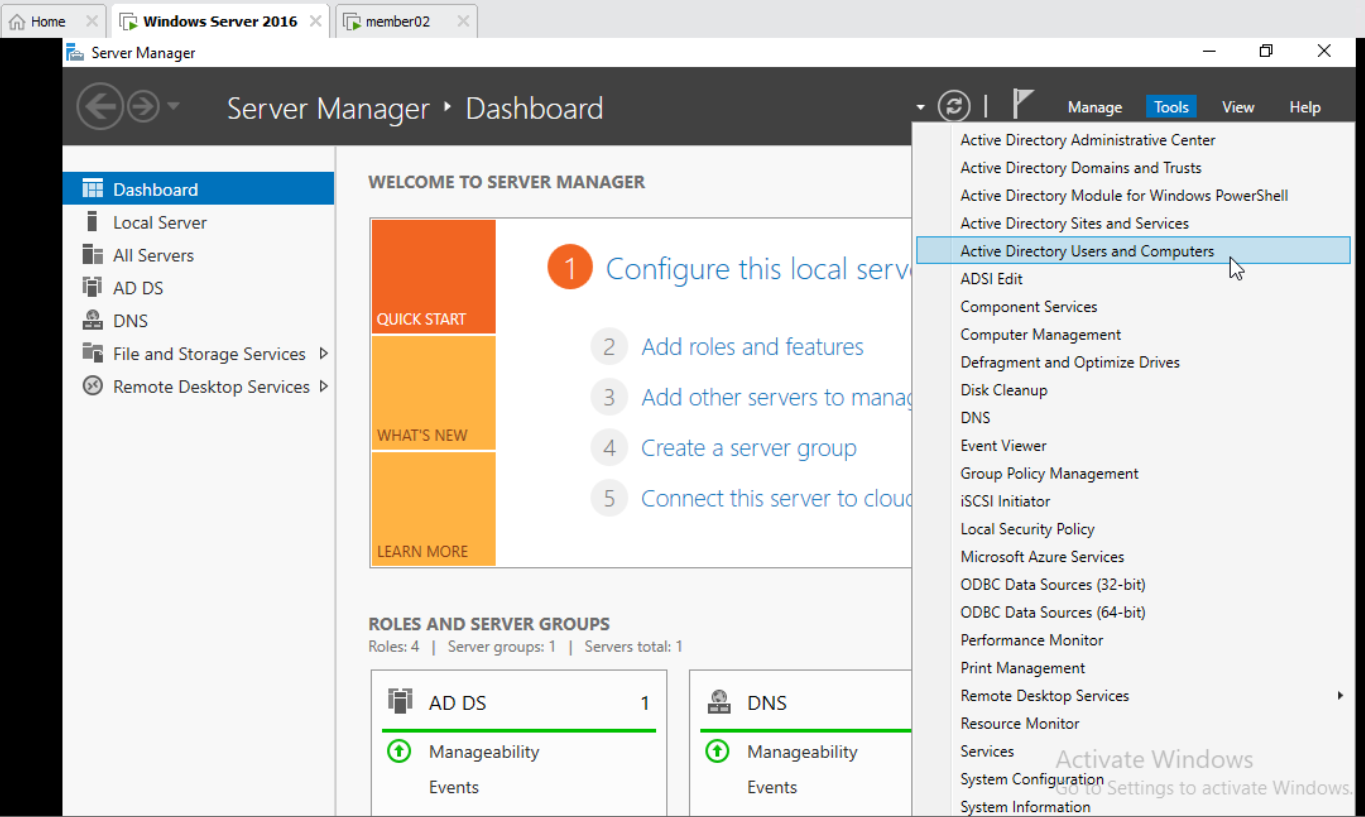 Home
Windows Server 2016
member02
Server Manager
Server Manager
Dashboard
Manage
Tools
View
Help
Dashboard
Local Server
All Servers
AD DS
DNS
File and Storage Services
Remote Desktop Services
WELCOME TO SERVER MANAGER
QUICK START
WHAT'S NEW
LEARN MORE
1 Configure this local serve
2 Add roles and features
3 Add other servers to manag
4 Create a server group
5 Connect this server to cloud
ROLES AND SERVER GROUPS
Roles: 4 | Server groups: 1 | Servers total: 1
AD DS 1
Manageability
Events
DNS
Manageability
Events
Active Directory Administrative Center
Active Directory Domains and Trusts
Active Directory Module for Windows PowerShell
Active Directory Sites and Services
Active Directory Users and Computers
ADSI Edit
Component Services
Computer Management
Defragment and Optimize Drives
Disk Cleanup
DNS
Event Viewer
Group Policy Management
iSCSI Initiator
Local Security Policy
Microsoft Azure Services
ODBC Data Sources (32-bit)
ODBC Data Sources (64-bit)
Performance Monitor
Print Management
Remote Desktop Services
Resource Monitor
Services
System Configuration
System Information
Activate Windows
Go to Settings to activate Windows.